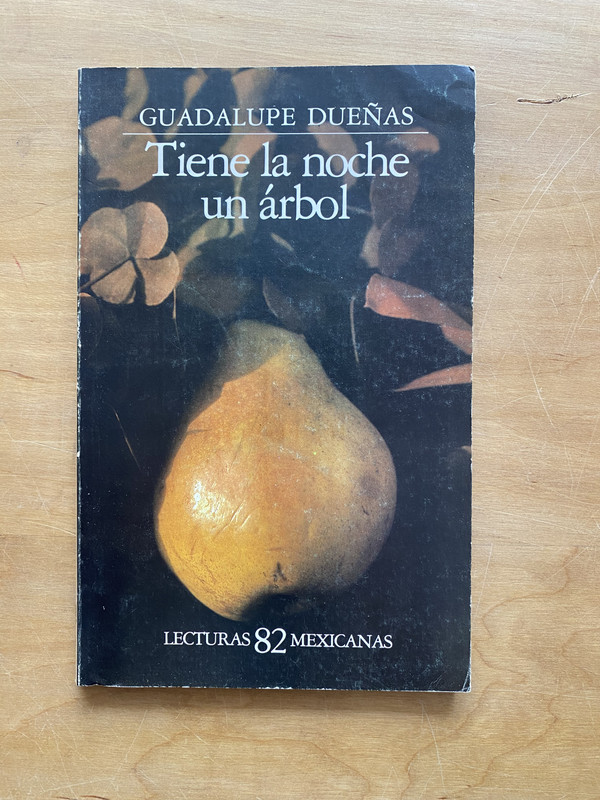 GUADALUPE DUEÑAS
Tiene la noche
un árbol
LECTURAS 82 MEXICANAS